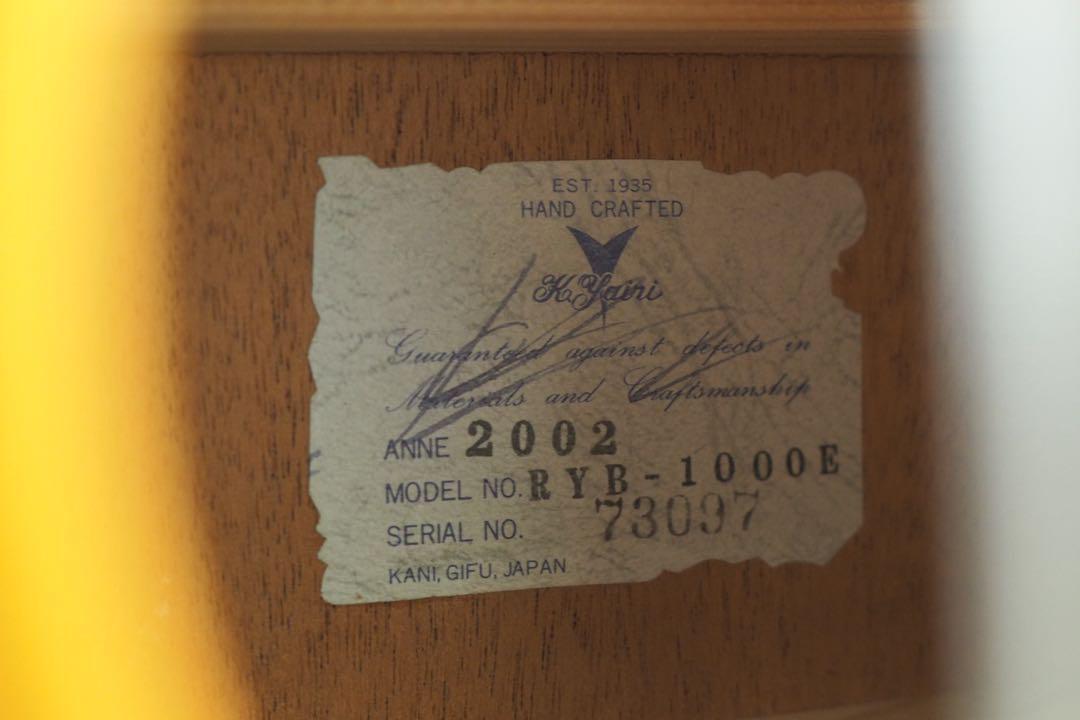 EST. 1935
HAND CRAFTED
K.Yairi
Guaranteed against defects in
Materials and Craftsmanship
ANNE 2002
MODEL NO. RYB-1000E
SERIAL NO. 73097
KANI, GIFU, JAPAN